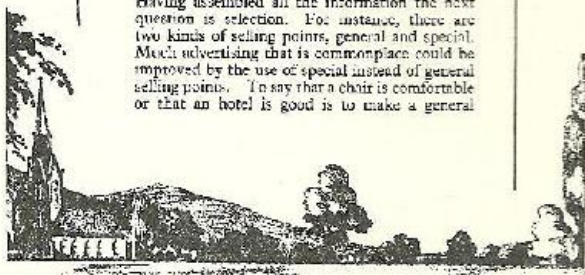 Having assembled all the information the next
question is selection. For instance, there are
two kinds of selling points, general and special.
Much advertising that is commonplace could be
improved by the use of special instead of general
selling points. To say that a chair is comfortable
or that an hotel is good is to make a general